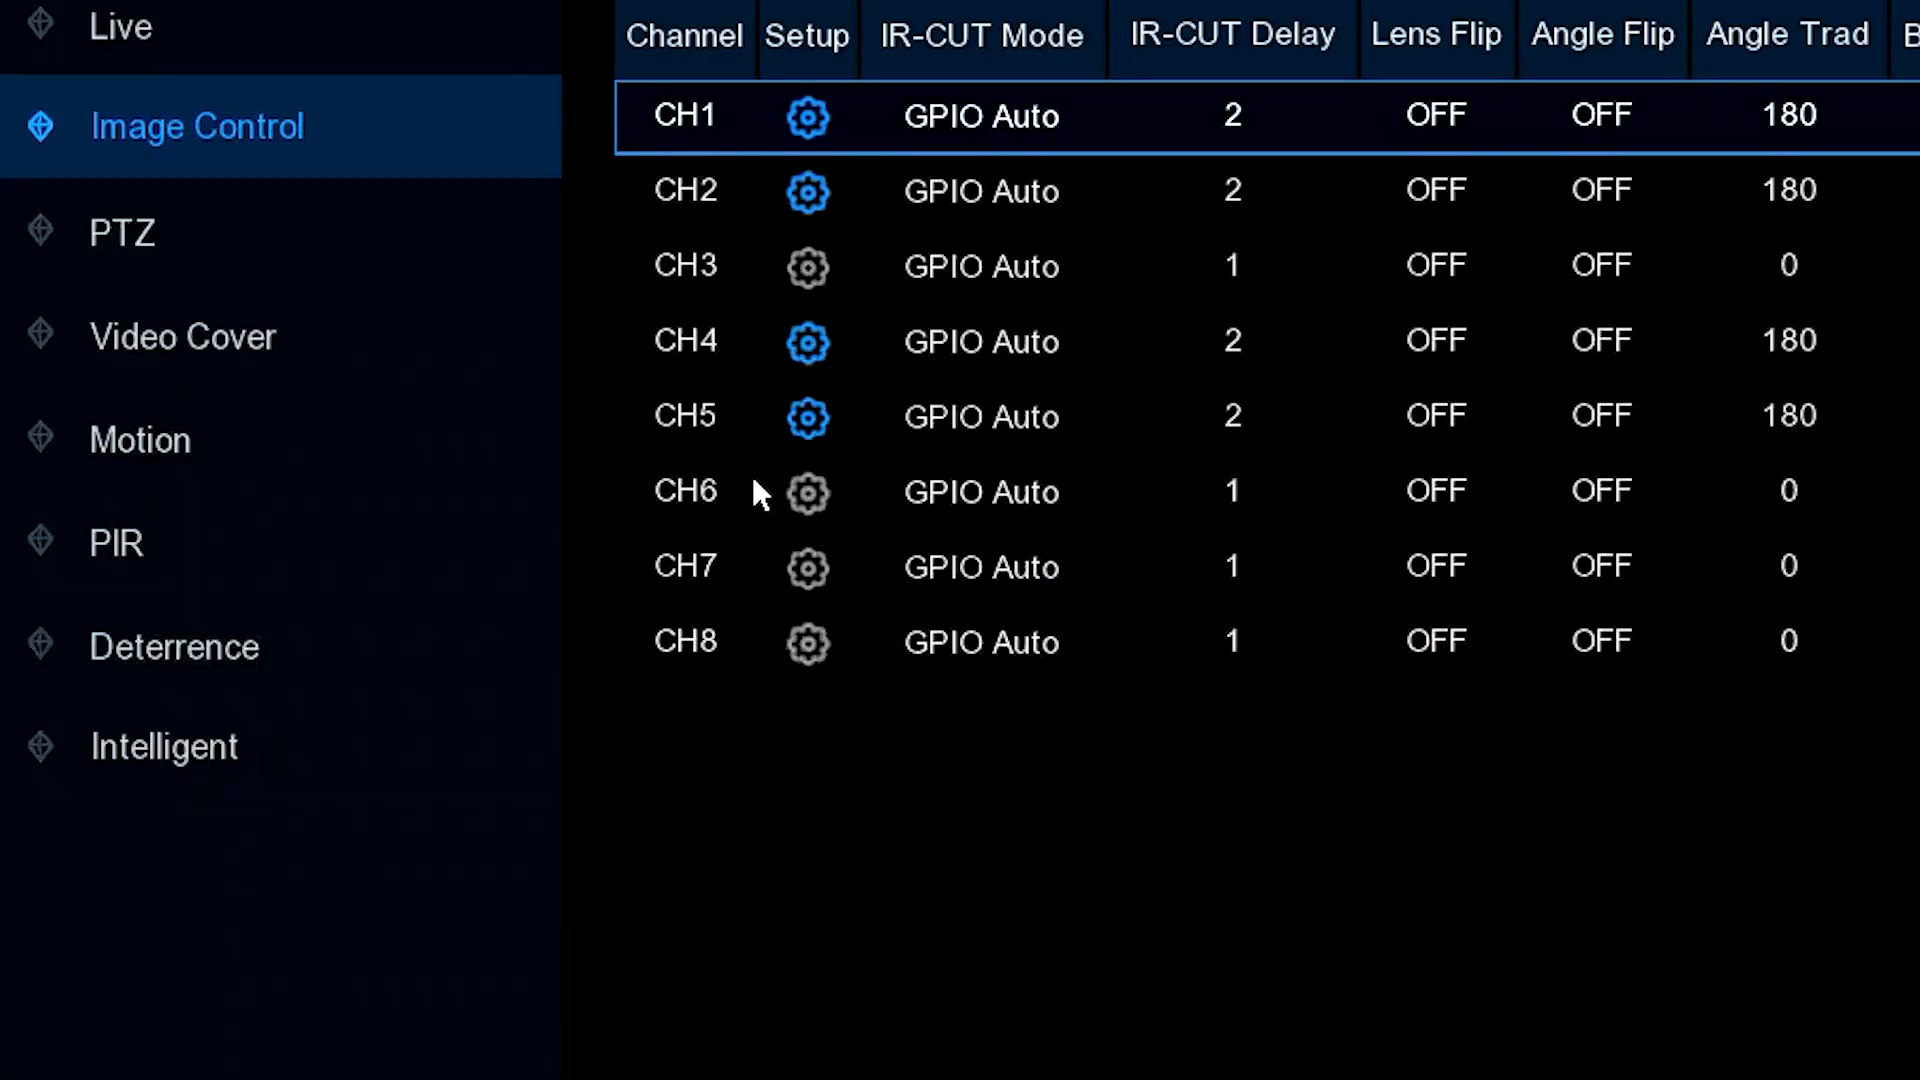 Live
Image Control
PTZ
Video Cover
Motion
PIR
Deterrence
Intelligent
Channel Setup IR-CUT Mode IR-CUT Delay Lens Flip Angle Flip Angle Trad B
CH1 GPIO Auto 2 OFF OFF 180
CH2 GPIO Auto 2 OFF OFF 180
CH3 GPIO Auto 1 OFF OFF 0
CH4 GPIO Auto 2 OFF OFF 180
CH5 GPIO Auto 2 OFF OFF 180
CH6 GPIO Auto 1 OFF OFF 0
CH7 GPIO Auto 1 OFF OFF 0
CH8 GPIO Auto 1 OFF OFF 0